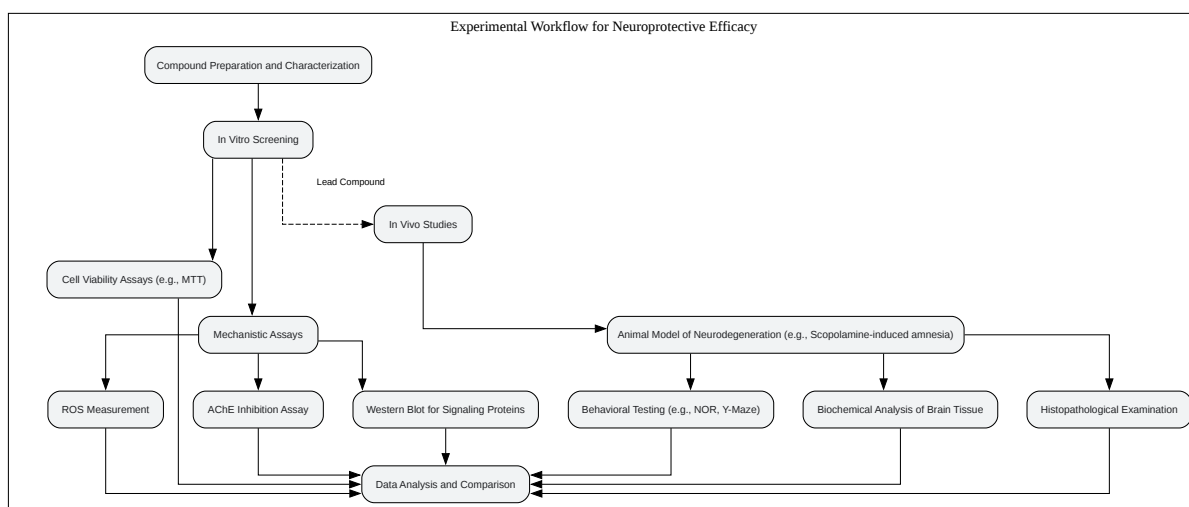 Experimental Workflow for Neuroprotective Efficacy
Compound Preparation and Characterization
In Vitro Screening
Lead Compound
In Vivo Studies
Cell Viability Assays (e.g., MTT)
Mechanistic Assays
Animal Model of Neurodegeneration (e.g., Scopolamine-induced amnesia)
ROS Measurement
AChE Inhibition Assay
Western Blot for Signaling Proteins
Behavioral Testing (e.g., NOR, Y-Maze)
Biochemical Analysis of Brain Tissue
Histopathological Examination
Data Analysis and Comparison